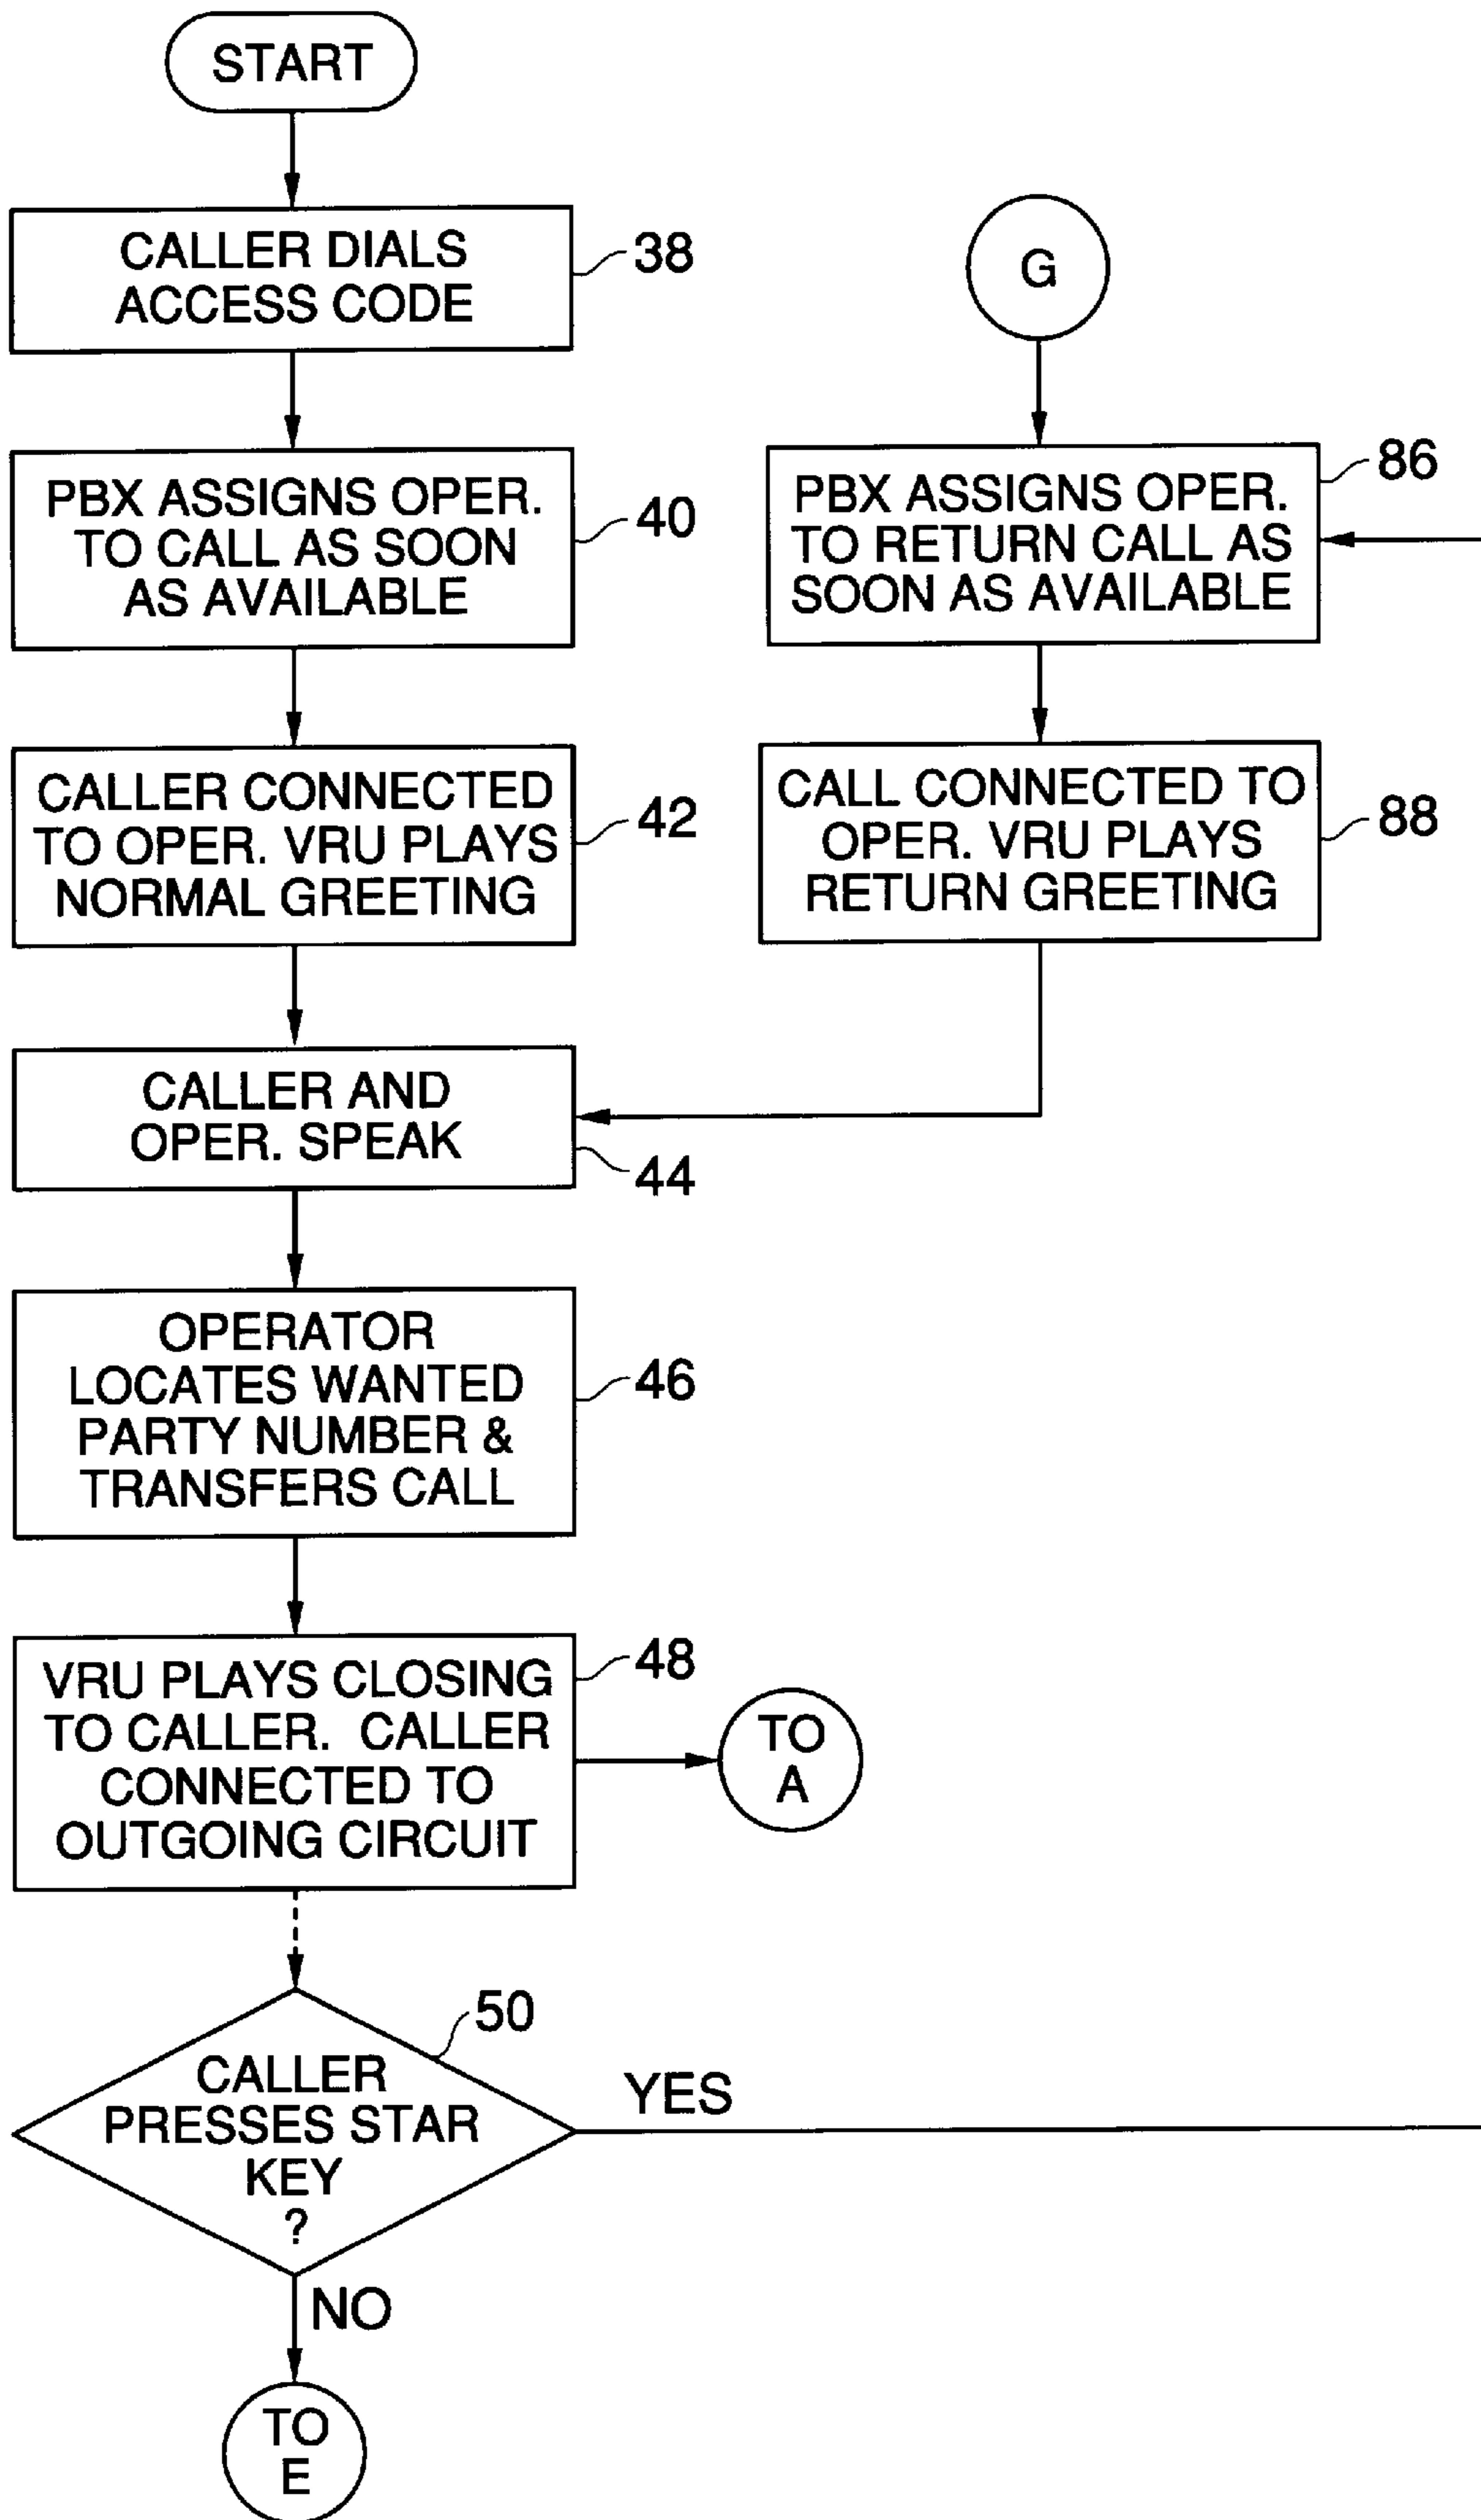 START
CALLER DIALS
ACCESS CODE
38
PBX ASSIGNS OPER.
TO CALL AS SOON
AS AVAILABLE
40
CALLER CONNECTED
TO OPER. VRU PLAYS
NORMAL GREETING
42
CALLER AND
OPER. SPEAK
44
OPERATOR
LOCATES WANTED
PARTY NUMBER &
TRANSFERS CALL
46
VRU PLAYS CLOSING
TO CALLER. CALLER
CONNECTED TO
OUTGOING CIRCUIT
48
TO
A
50
CALLER
PRESSES STAR
KEY
?
YES
NO
TO
E
G
PBX ASSIGNS OPER.
TO RETURN CALL AS
SOON AS AVAILABLE
86
CALL CONNECTED TO
OPER. VRU PLAYS
RETURN GREETING
88